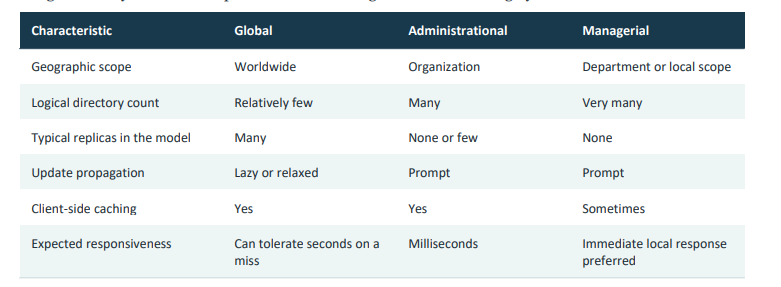 Characteristic Global Administrational Managerial
Geographic scope Worldwide Organization Department or local scope
Logical directory count Relatively few Many Very many
Typical replicas in the model Many None or few None
Update propagation Lazy or relaxed Prompt Prompt
Client-side caching Yes Yes Sometimes
Expected responsiveness Can tolerate seconds on a Milliseconds Immediate local response
miss preferred